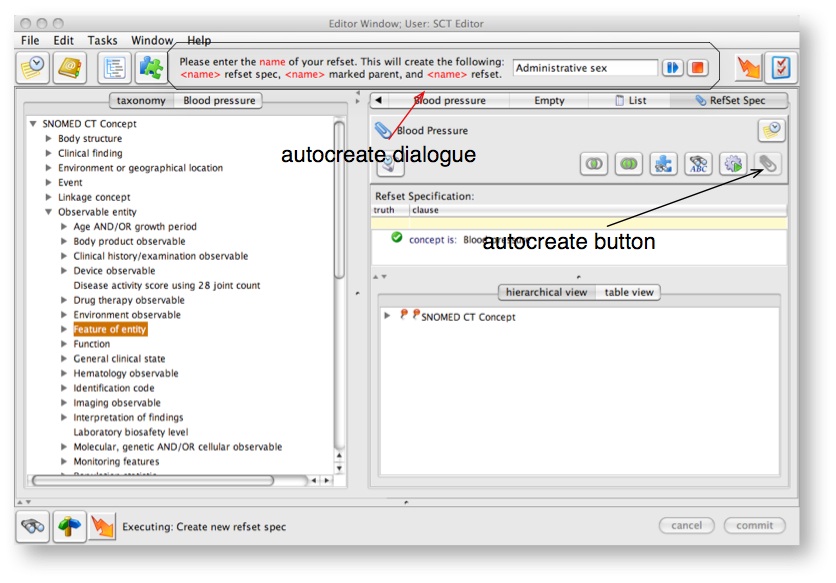 Editor Window; User: SCT Editor
File Edit Tasks Window Help
Please enter the name of your refset. This will create the following:
<name> refset spec, <name> marked parent, and <name> refset.
Administrative sex
taxonomy Blood pressure
Blood pressure Empty List RefSet Spec
SNOMED CT Concept
Body structure
Clinical finding
Environment or geographical location
Event
Linkage concept
Observable entity
Age AND/OR growth period
Body product observable
Clinical history/examination observable
Device observable
Disease activity score using 28 joint count
Drug therapy observable
Environment observable
Feature of entity
Function
General clinical state
Hematology observable
Identification code
Imaging observable
Interpretation of findings
Laboratory biosafety level
Molecular, genetic AND/OR cellular observable
Monitoring features
Blood Pressure
autocreate dialogue
ABC
Refset Specification:
truth clause
concept is: Blood pressure
autocreate button
hierarchical view table view
SNOMED CT Concept
Executing: Create new refset spec
cancel commit